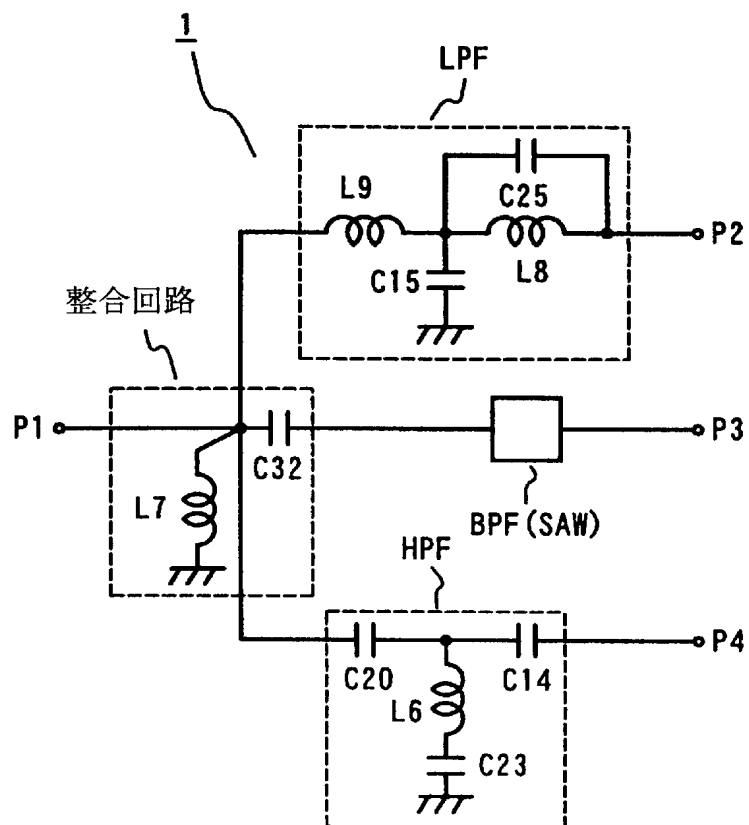 1
LPF
L9
C25
C15
L8
P2
整合回路
P1
C32
P3
L7
BPF(SAW)
HPF
C20
C14
P4
L6
C23